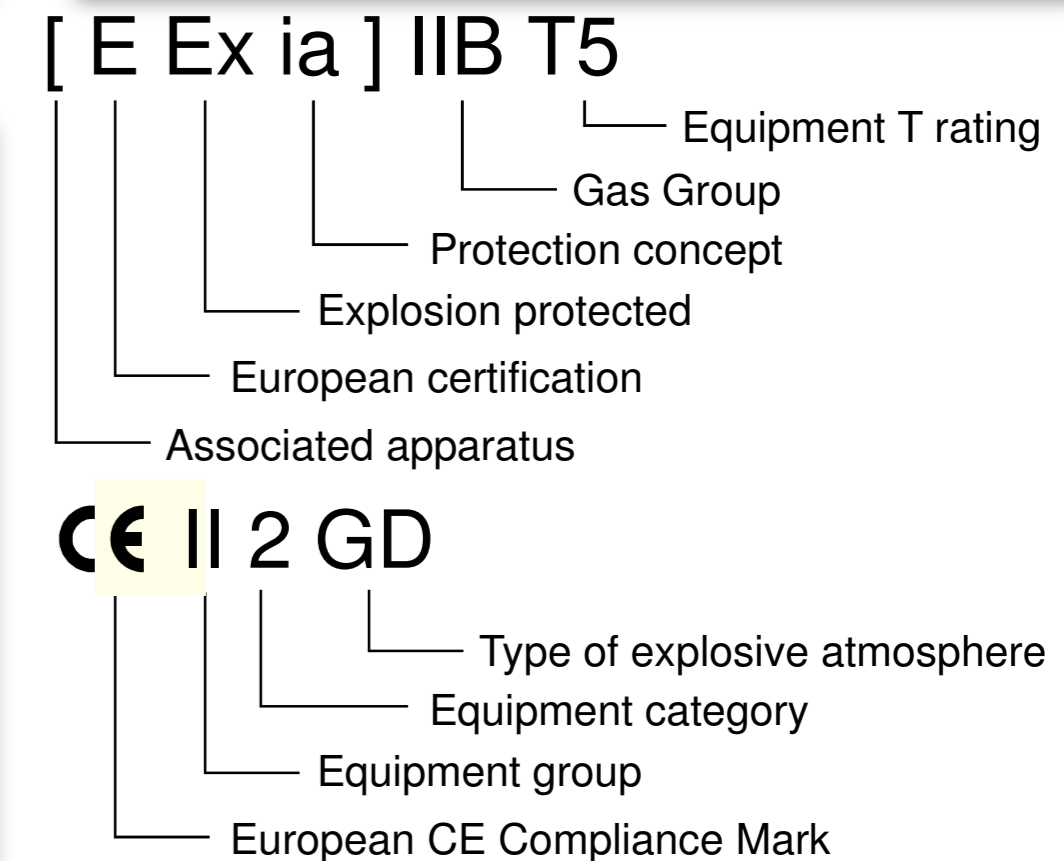 [ E Ex ia ] IIB T5
Equipment T rating
Gas Group
Protection concept
Explosion protected
European certification
Associated apparatus
CE II 2 GD
Type of explosive atmosphere
Equipment category
Equipment group
European CE Compliance Mark